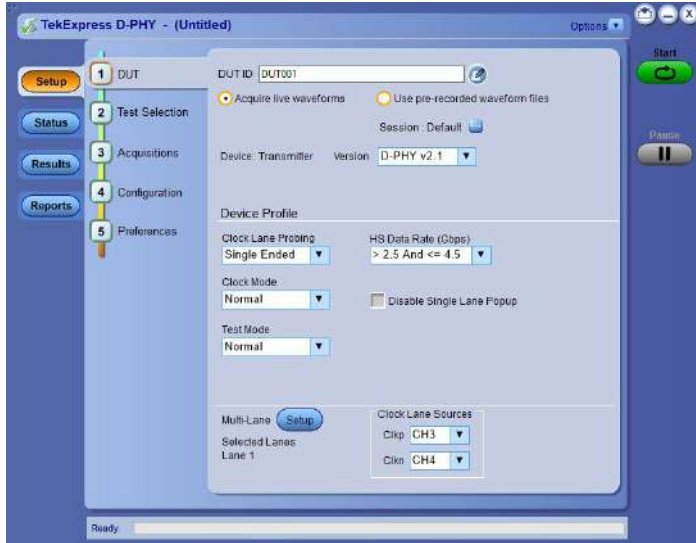 TekExpress D-PHY - (Untitled)
Options
Start
Pause
Setup
Status
Results
Reports
1 DUT
2 Test Selection
3 Acquisitions
4 Configuration
5 Preferences
DUT ID DUT001
Acquire live waveforms Use pre-recorded waveform files
Session : Default
Device: Transmitter Version D-PHY v2.1
Device Profile
Clock Lane Probing HS Data Rate (Gbps)
Single Ended > 2.5 And <= 4.5
Clock Mode
Normal Disable Single Lane Popup
Test Mode
Normal
Multi-Lane Setup Clock Lane Sources
Selected Lanes Clkp CH3
Lane 1 Clkn CH4
Ready.